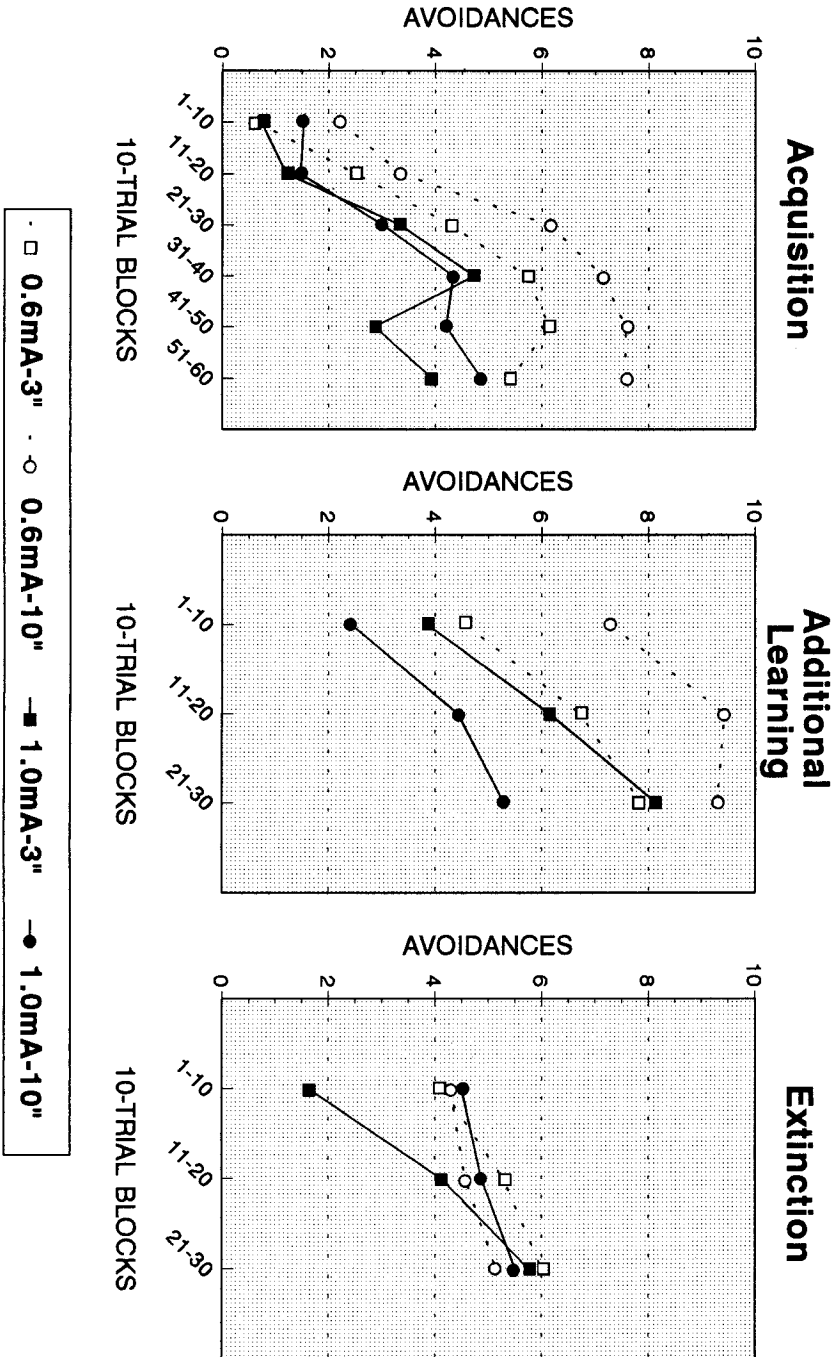 Acquisition
AVOIDANCES
0 2 4 6 8 10
1-10 11-20 21-30 31-40 41-50 51-60
10-TRIAL BLOCKS
Additional
Learning
AVOIDANCES
0 2 4 6 8 10
1-10 11-20 21-30
10-TRIAL BLOCKS
Extinction
AVOIDANCES
0 2 4 6 8 10
1-10 11-20 21-30
10-TRIAL BLOCKS
0.6mA-3" 0.6mA-10" 1.0mA-3" 1.0mA-10"